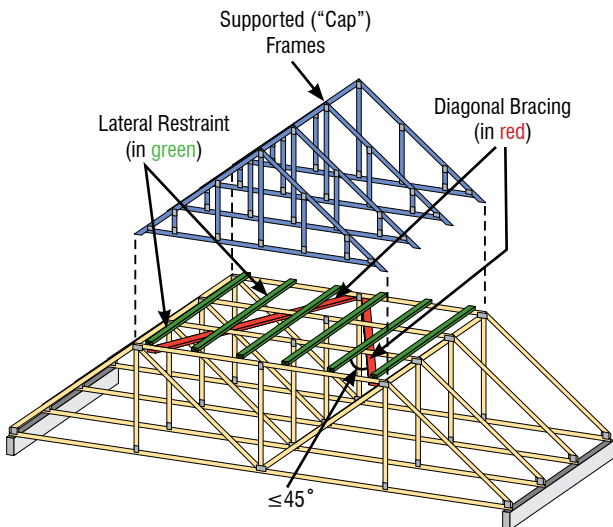 Supported (“Cap”)
Frames
Lateral Restraint
(in green)
Diagonal Bracing
(in red)
≤45°